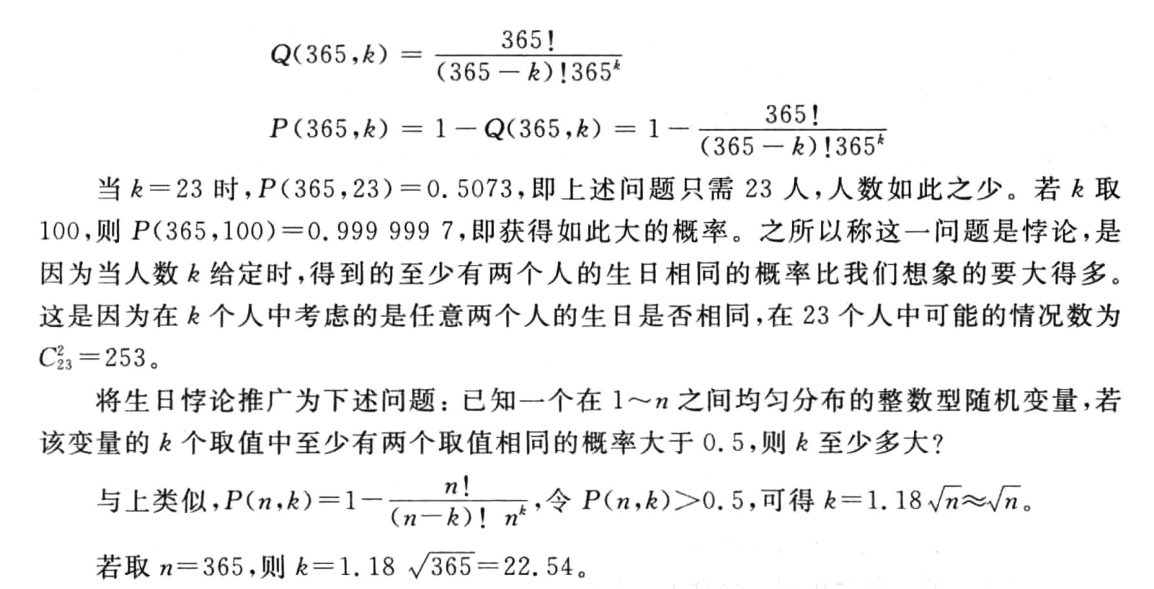 Q(365,k) = 365! / (365-k)!365^k
P(365,k) = 1-Q(365,k) = 1- 365! / (365-k)!365^k
当 k=23 时,P(365,23)=0.5073,即上述问题只需 23 人,人数如此之少。若 k 取
100,则 P(365,100)=0.999 999 7,即获得如此大的概率。之所以称这一问题是悖论,是
因为当人数 k 给定时,得到的至少有两个人的生日相同的概率比我们想象的要大得多。
这是因为在 k 个人中考虑的是任意两个人的生日是否相同,在 23 个人中可能的情况数为
C²₂₃=253。
将生日悖论推广为下述问题:已知一个在 1~n 之间均匀分布的整数型随机变量,若
该变量的 k 个取值中至少有两个取值相同的概率大于 0.5,则 k 至少多大?
与上类似,P(n,k)=1- n! / (n-k)! n^k,令 P(n,k)>0.5,可得 k=1.18√n≈√n。
若取 n=365,则 k=1.18 √365=22.54。